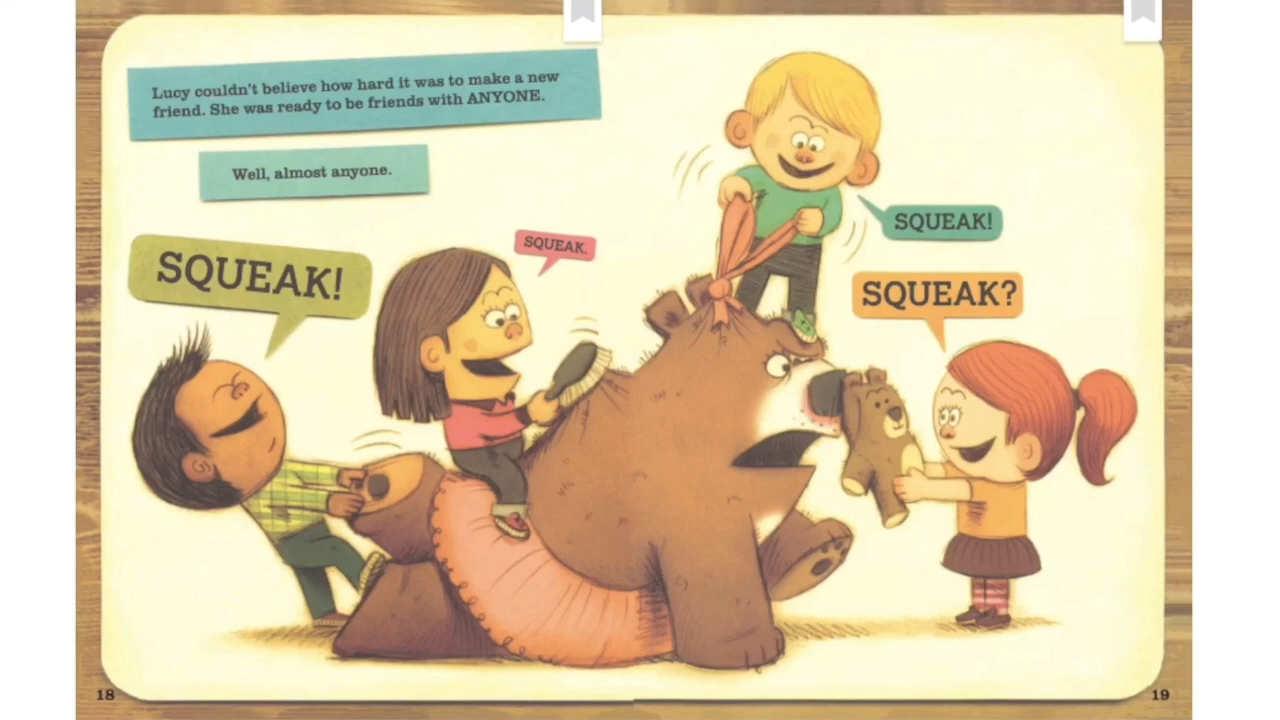 Lucy couldn't believe how hard it was to make a new
friend. She was ready to be friends with ANYONE.
Well, almost anyone.
SQUEAK!
SQUEAK.
SQUEAK!
SQUEAK?
18
19